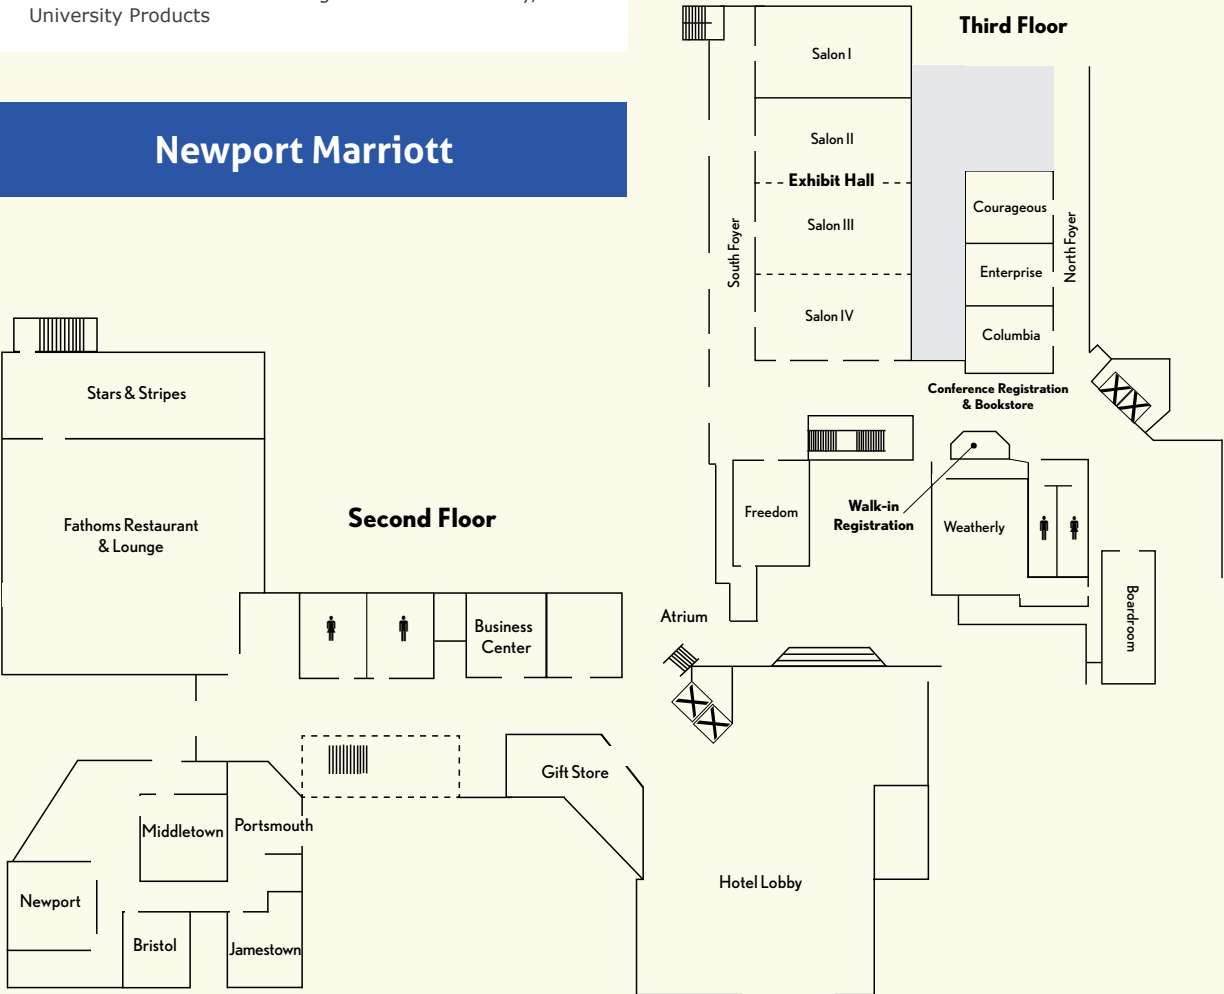 University Products
Newport Marriott
Third Floor
Salon I
Salon II
Exhibit Hall
Salon III
Salon IV
South Foyer
Courageous
Enterprise
Columbia
North Foyer
Conference Registration
& Bookstore
Walk-in
Registration
Freedom
Weatherly
Boardroom
Atrium
Stars & Stripes
Fathoms Restaurant
& Lounge
Second Floor
Business
Center
Gift Store
Middletown
Portsmouth
Newport
Bristol
Jamestown
Hotel Lobby